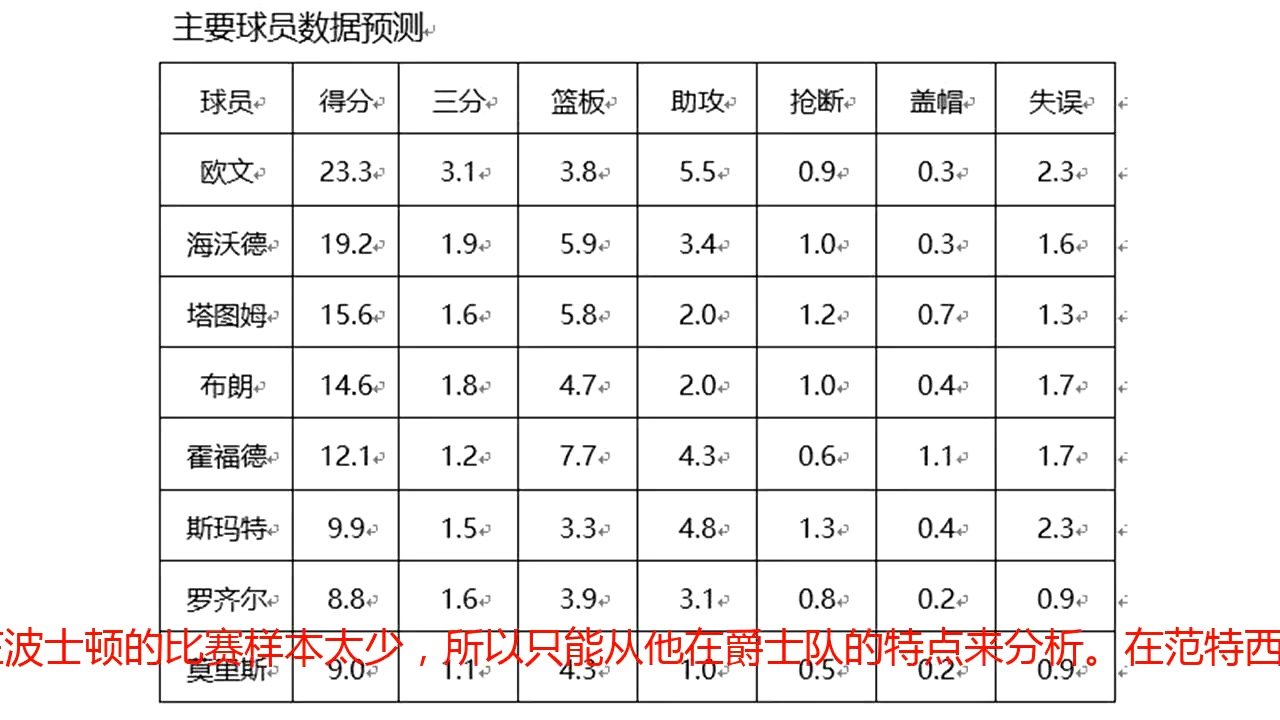 主要球员数据预测
球员 得分 三分 篮板 助攻 抢断 盖帽 失误
欧文 23.3 3.1 3.8 5.5 0.9 0.3 2.3
海沃德 19.2 1.9 5.9 3.4 1.0 0.3 1.6
塔图姆 15.6 1.6 5.8 2.0 1.2 0.7 1.3
布朗 14.6 1.8 4.7 2.0 1.0 0.4 1.7
霍福德 12.1 1.2 7.7 4.3 0.6 1.1 1.7
斯玛特 9.9 1.5 3.3 4.8 1.3 0.4 2.3
罗齐尔 8.8 1.6 3.9 3.1 0.8 0.2 0.9
波士顿的比赛样本太少，所以只能从他在爵士队的特点来分析。在范特西
莫里斯 9.0 1.1 4.3 1.0 0.5 0.2 0.9